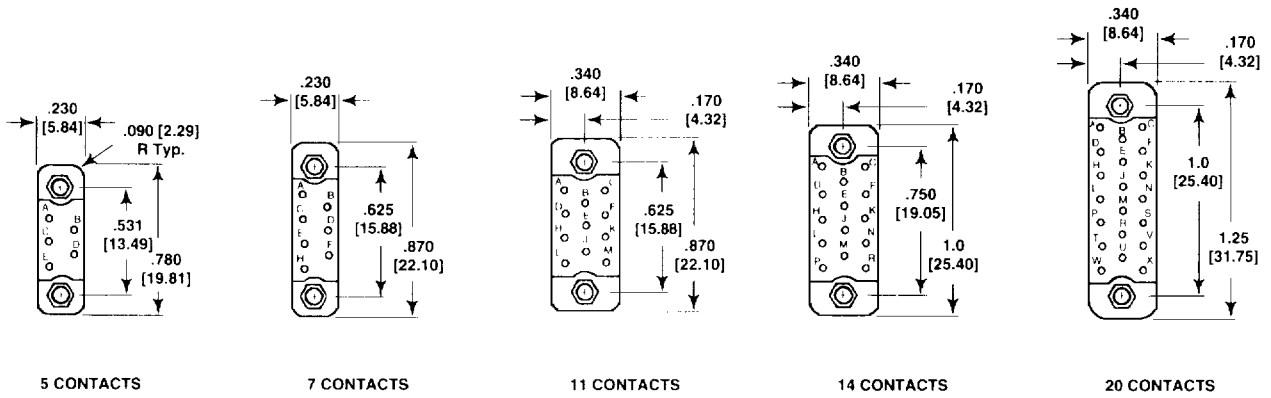 .230
[5.84]
.090 [2.29]
R Typ.
A
B
C
D
E
.531
[13.49]
.780
[19.81]
5 CONTACTS
.230
[5.84]
A
B
C
D
E
F
H
.625
[15.88]
.870
[22.10]
7 CONTACTS
.340
[8.64]
.170
[4.32]
A
C
B
D
F
E
H
K
J
L
M
.625
[15.88]
.870
[22.10]
11 CONTACTS
.340
[8.64]
.170
[4.32]
A
C
B
D
F
E
H
K
J
L
N
M
P
R
.750
[19.05]
1.0
[25.40]
14 CONTACTS
.340
[8.64]
.170
[4.32]
A
C
B
D
F
E
H
K
J
L
N
M
P
S
R
T
V
U
W
X
1.0
[25.40]
1.25
[31.75]
20 CONTACTS